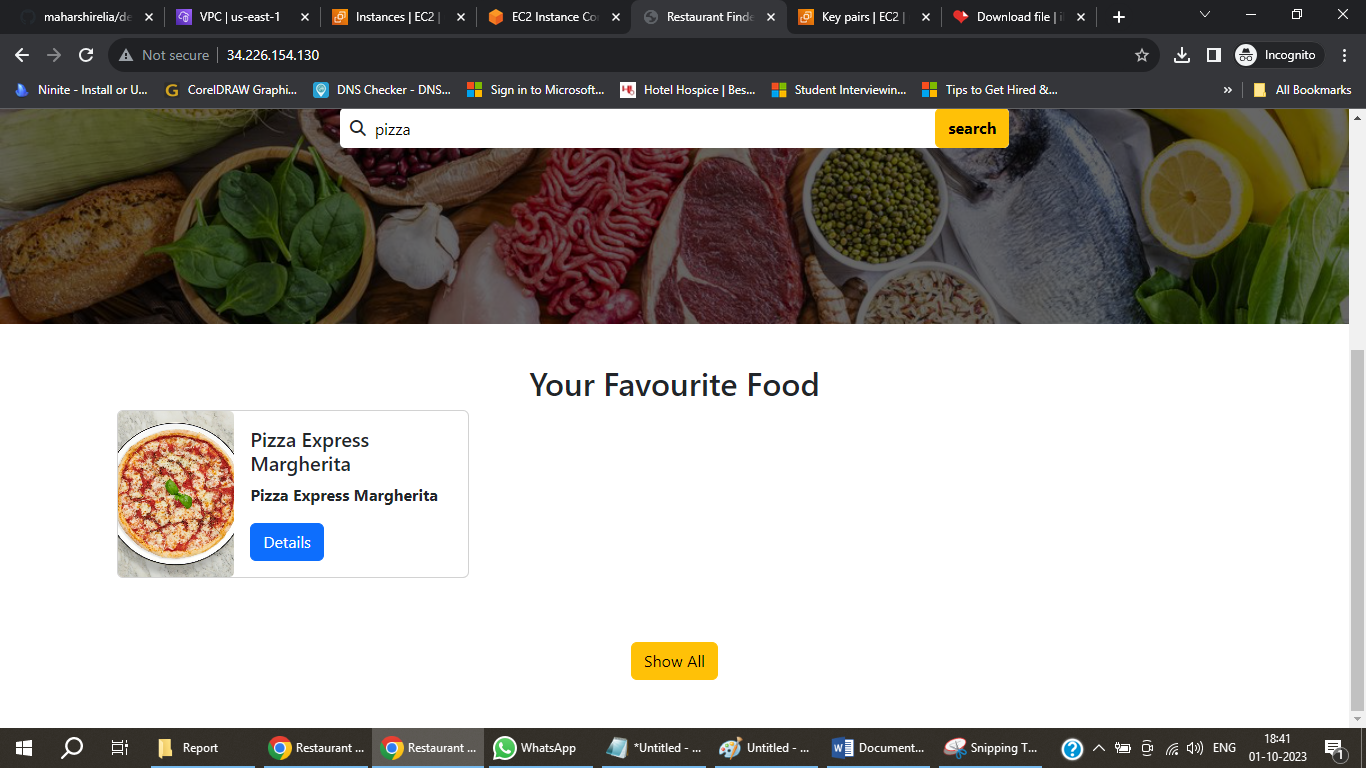 maharshirelia/de
VPC | us-east-1
Instances | EC2 |
EC2 Instance Co
Restaurant Finde
Key pairs | EC2 |
Download file | i
Not secure
34.226.154.130
Incognito
Ninite - Install or U...
CorelDRAW Graphi...
DNS Checker - DNS...
Sign in to Microsoft...
Hotel Hospice | Bes...
Student Interviewin...
Tips to Get Hired &...
»
All Bookmarks
pizza
search
Your Favourite Food
Pizza Express
Margherita
Pizza Express Margherita
Details
Show All
Report
Restaurant ...
Restaurant ...
WhatsApp
*Untitled - ...
Untitled - ...
Document...
Snipping T...
ENG
18:41
01-10-2023
1